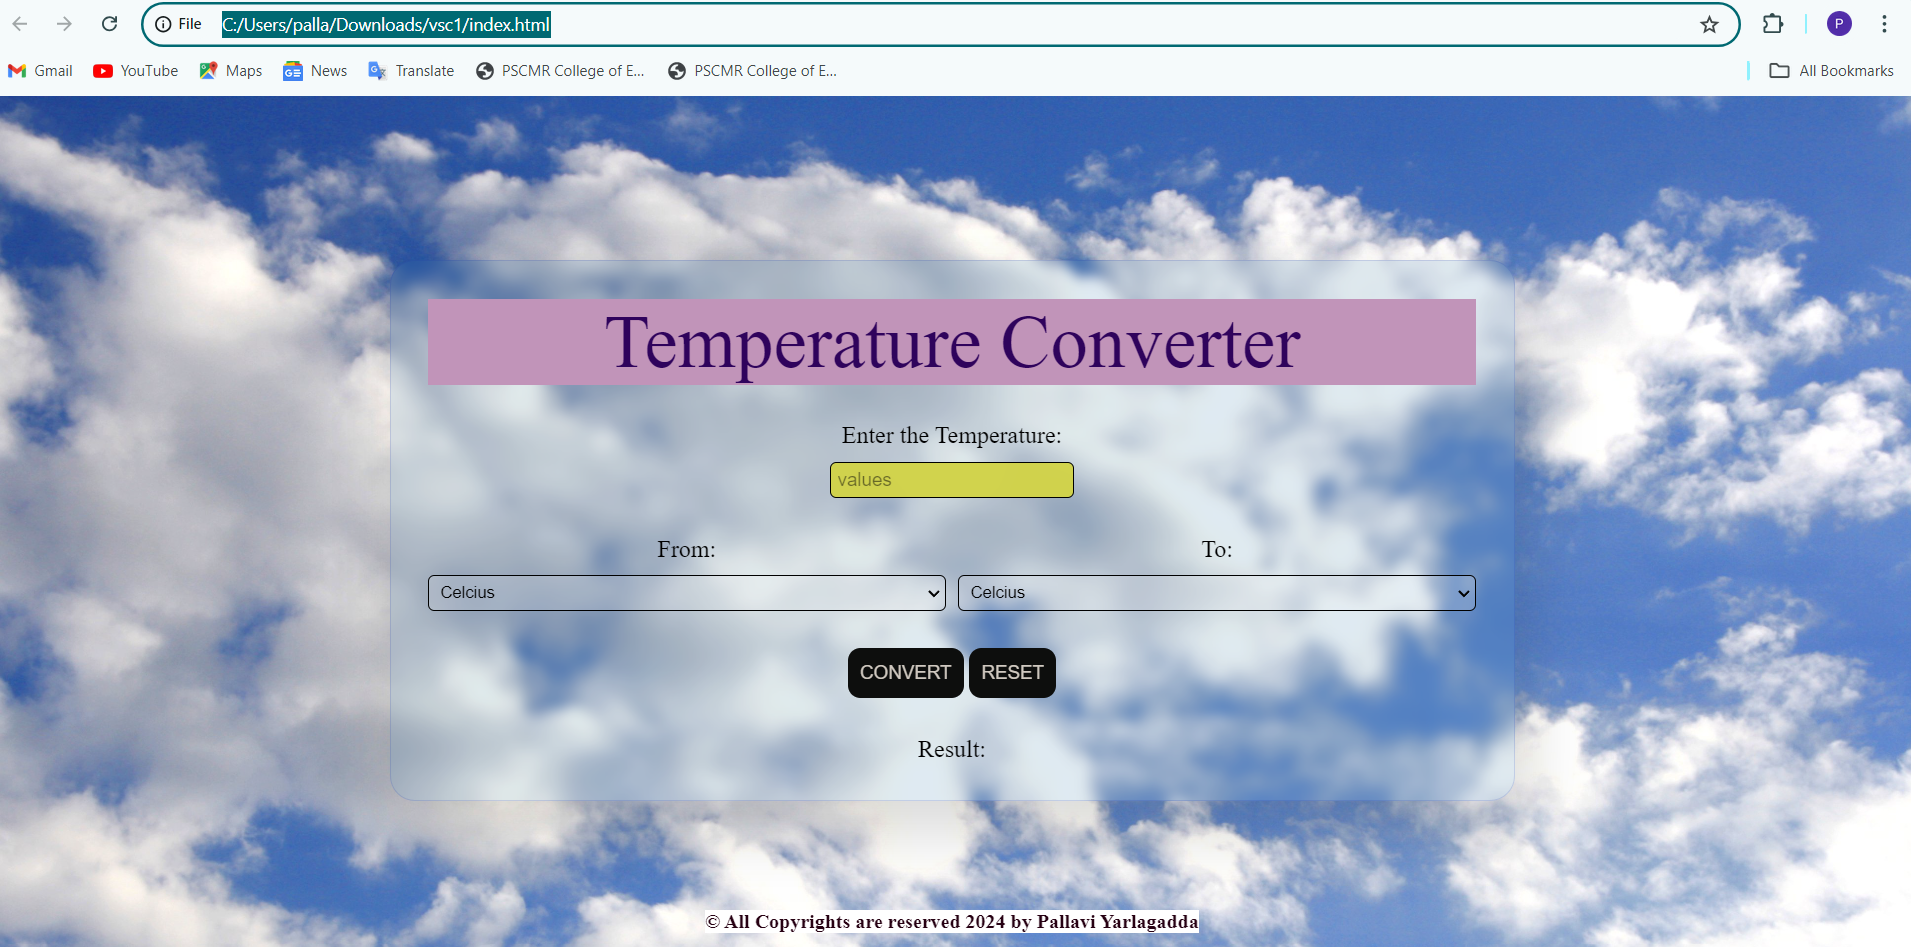 File C:/Users/palla/Downloads/vsc1/index.html P
Gmail YouTube Maps News Translate PSCMR College of E... PSCMR College of E... All Bookmarks
Temperature Converter
Enter the Temperature:
values
From: To:
Celcius Celcius
CONVERT RESET
Result:
© All Copyrights are reserved 2024 by Pallavi Yarlagadda